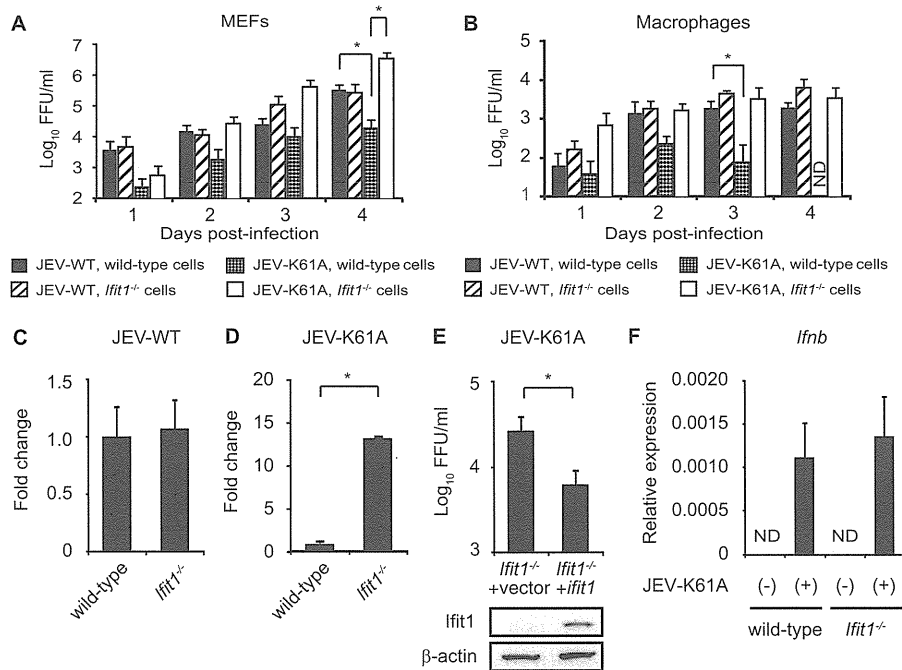 A
MEFs
Log10 FFU/ml
7
6
5
4
3
2
*
*
1 2 3 4
Days post-infection
JEV-WT, wild-type cells
JEV-K61A, wild-type cells
JEV-WT, Ifit1-/- cells
JEV-K61A, Ifit1-/- cells
B
Macrophages
Log10 FFU/ml
5
4
3
2
1
*
ND
1 2 3 4
Days post-infection
JEV-WT, wild-type cells
JEV-K61A, wild-type cells
JEV-WT, Ifit1-/- cells
JEV-K61A, Ifit1-/- cells
C
JEV-WT
Fold change
1.5
1.0
0.5
0
wild-type
Ifit1-/-
D
JEV-K61A
Fold change
20
15
10
5
0
*
wild-type
Ifit1-/-
E
JEV-K61A
Log10 FFU/ml
5
4
3
*
Ifit1-/- Ifit1-/-
+vector +ifit1
Ifit1
β-actin
F
Ifnb
Relative expression
0.0020
0.0015
0.0010
0.0005
0.0000
ND
ND
JEV-K61A (-) (+) (-) (+)
wild-type Ifit1-/-